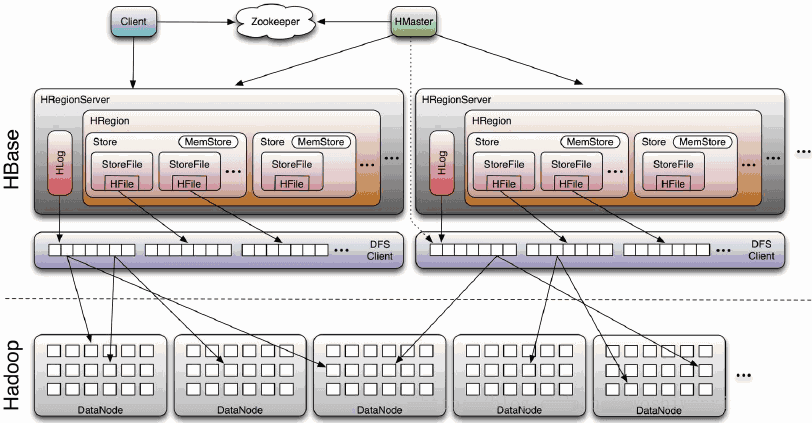 Client
Zookeeper
HMaster
HBase
HRegionServer
HRegion
HLog
Store
MemStore
StoreFile
HFile
StoreFile
HFile
...
Store
MemStore
StoreFile
HFile
...
...
HRegionServer
HRegion
HLog
Store
MemStore
StoreFile
HFile
StoreFile
HFile
...
Store
MemStore
StoreFile
HFile
...
...
...
...
DFS
Client
...
DFS
Client
Hadoop
DataNode
DataNode
DataNode
DataNode
DataNode
...